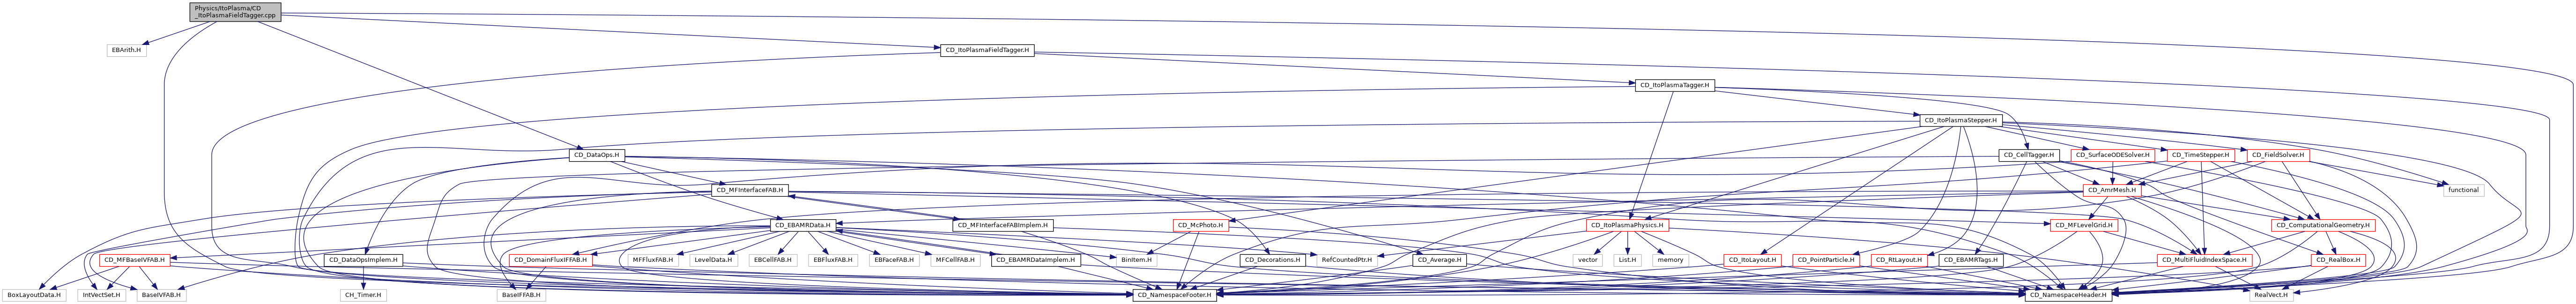 Physics/ItoPlasma/CD
_ItoPlasmaFieldTagger.cpp
EBArith.H
CD_ItoPlasmaFieldTagger.H
CD_ItoPlasmaTagger.H
CD_ItoPlasmaStepper.H
CD_DataOps.H
CD_CellTagger.H
CD_SurfaceODESolver.H
CD_TimeStepper.H
CD_FieldSolver.H
CD_MFInterfaceFAB.H
CD_AmrMesh.H
functional
CD_EBAMRData.H
CD_MFInterfaceFABImplem.H
CD_McPhoto.H
CD_ItoPlasmaPhysics.H
CD_MFLevelGrid.H
CD_ComputationalGeometry.H
CD_MFBaseIVFAB.H
CD_DataOpsImplem.H
CD_DomainFluxIFFAB.H
MFFluxFAB.H
LevelData.H
EBCellFAB.H
EBFluxFAB.H
EBFaceFAB.H
MFCellFAB.H
CD_EBAMRDataImplem.H
BinItem.H
CD_Decorations.H
RefCountedPtr.H
CD_Average.H
vector
List.H
memory
CD_ItoLayout.H
CD_PointParticle.H
CD_RtLayout.H
CD_EBAMRTags.H
CD_MultiFluidIndexSpace.H
CD_RealBox.H
BoxLayoutData.H
IntVectSet.H
BaseIVFAB.H
CH_Timer.H
CD_NamespaceFooter.H
BaseIFFAB.H
CD_NamespaceHeader.H
RealVect.H